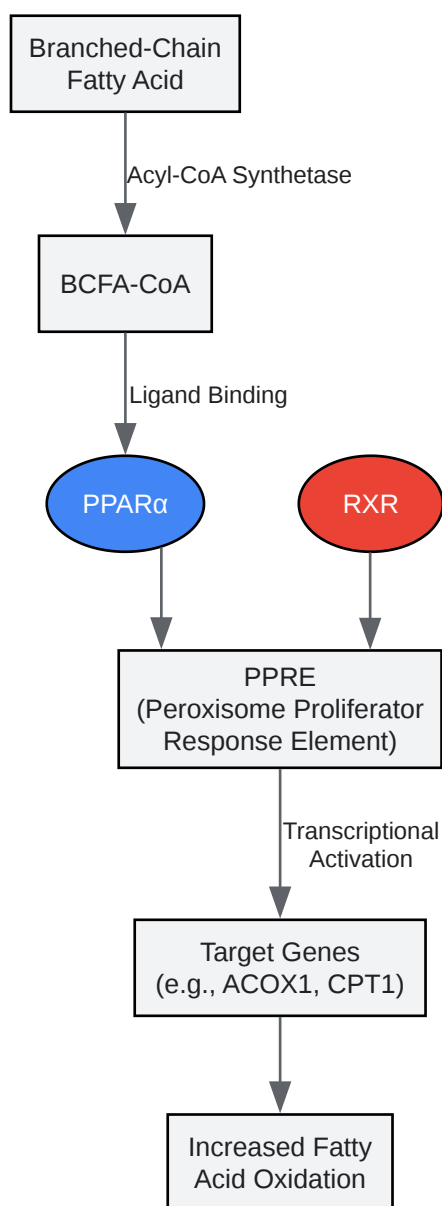 Branched-Chain
Fatty Acid
Acyl-CoA Synthetase
BCFA-CoA
Ligand Binding
PPARα
RXR
PPRE
(Peroxisome Proliferator
Response Element)
Transcriptional
Activation
Target Genes
(e.g., ACOX1, CPT1)
Increased Fatty
Acid Oxidation